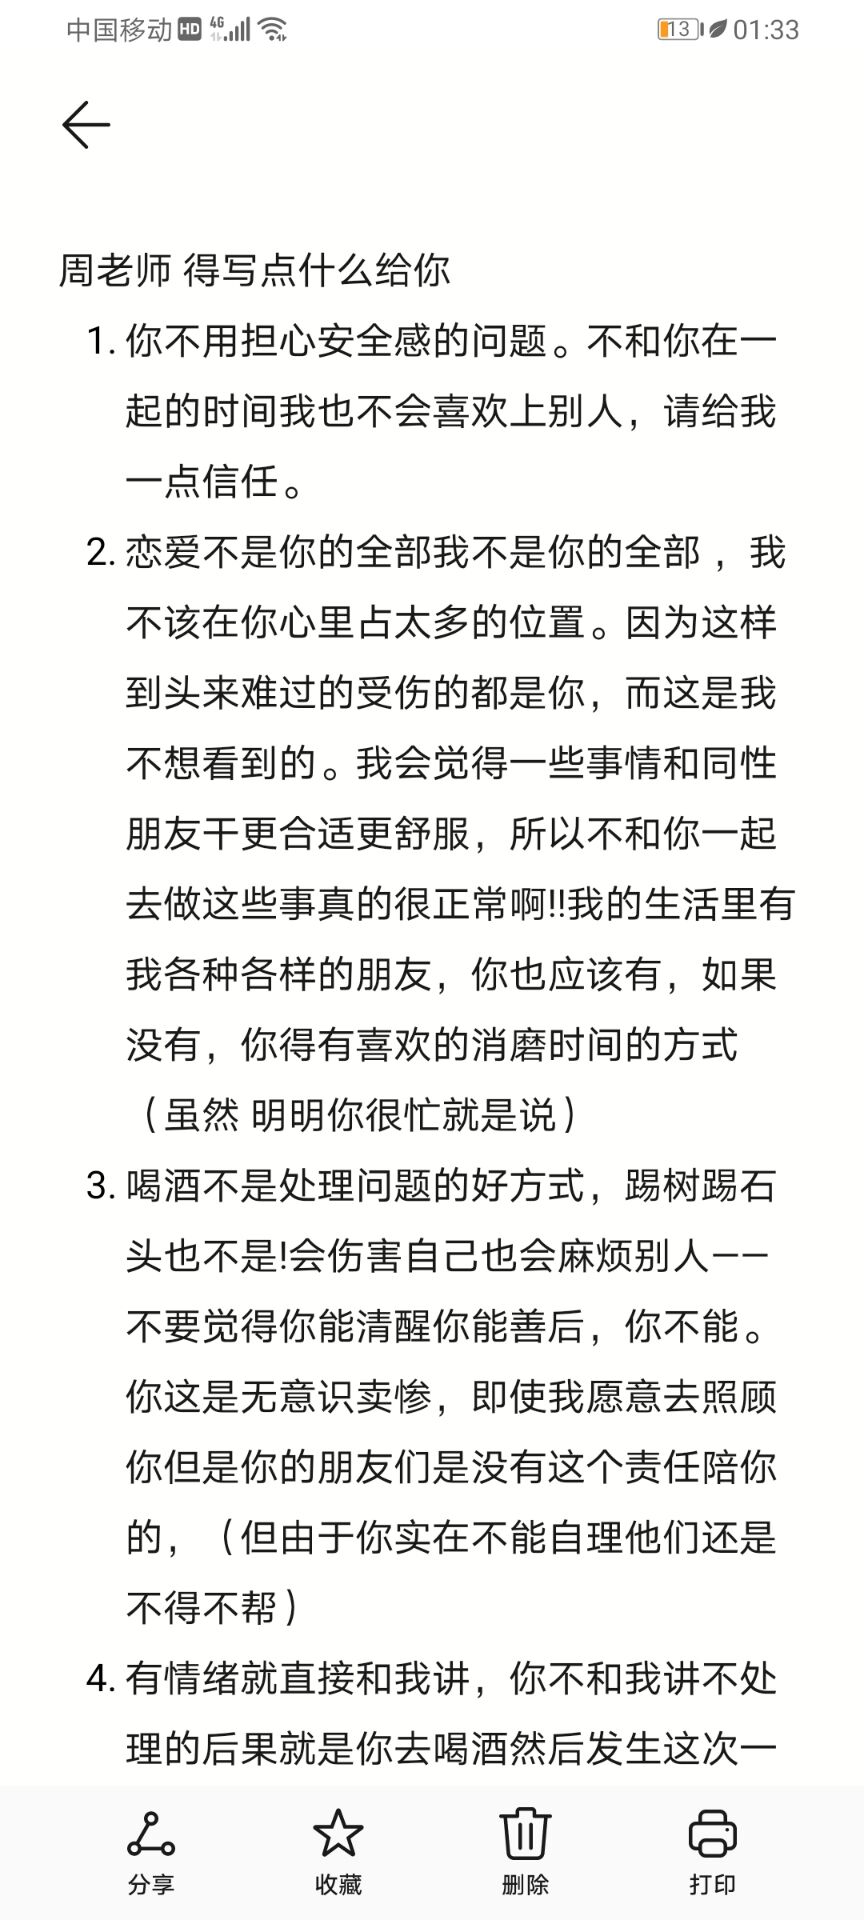 中国移动 HD 4G 13 01:33
周老师 得写点什么给你
1. 你不用担心安全感的问题。不和你在一
起的时间我也不会喜欢上别人，请给我
一点信任。
2. 恋爱不是你的全部我不是你的全部 ，我
不该在你心里占太多的位置。因为这样
到头来难过的受伤的都是你，而这是我
不想看到的。我会觉得一些事情和同性
朋友干更合适更舒服，所以不和你一起
去做这些事真的很正常啊!!我的生活里有
我各种各样的朋友，你也应该有，如果
没有，你得有喜欢的消磨时间的方式
（虽然 明明你很忙就是说）
3. 喝酒不是处理问题的好方式，踢树踢石
头也不是!会伤害自己也会麻烦别人——
不要觉得你能清醒你能善后，你不能。
你这是无意识卖惨，即使我愿意去照顾
你但是你的朋友们是没有这个责任陪你
的，（但由于你实在不能自理他们还是
不得不帮）
4. 有情绪就直接和我讲，你不和我讲不处
理的后果就是你去喝酒然后发生这次一
分享 收藏 删除 打印